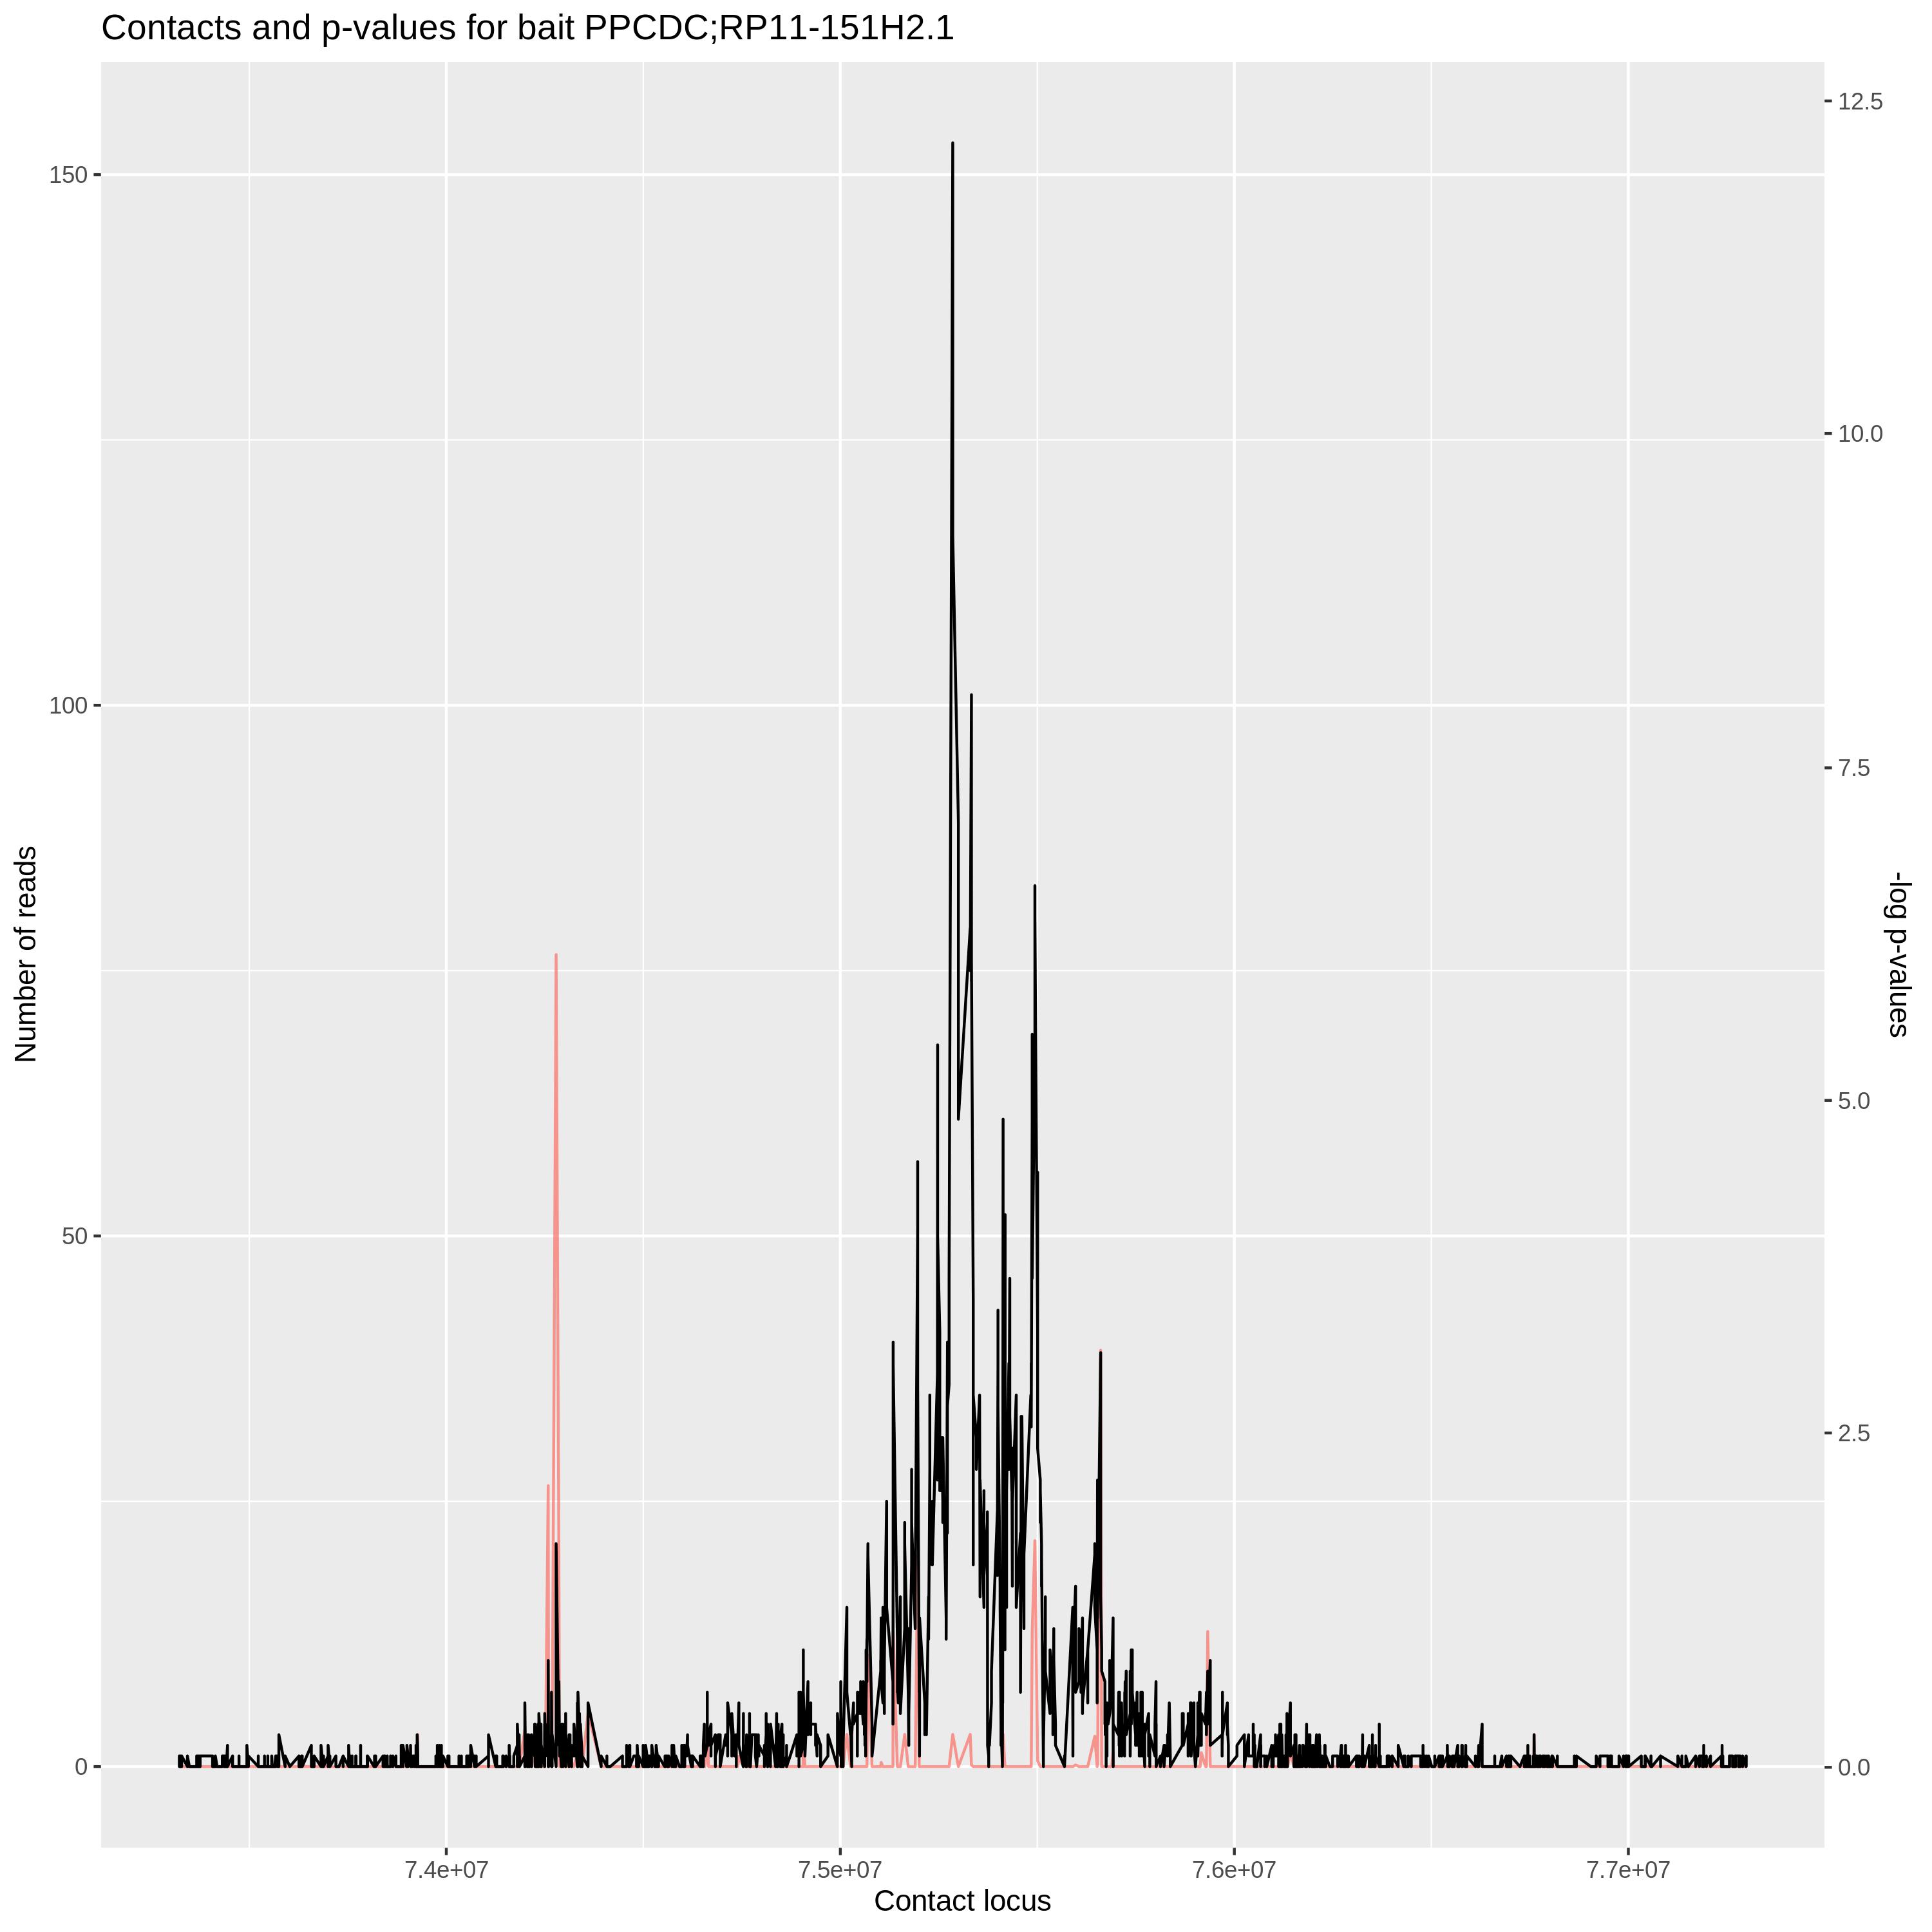 Contacts and p-values for bait PPCDC;RP11-151H2.1
Number of reads
150
100
50
0
12.5
10.0
7.5
5.0
2.5
0.0
-log p-values
7.4e+07
7.5e+07
7.6e+07
7.7e+07
Contact locus